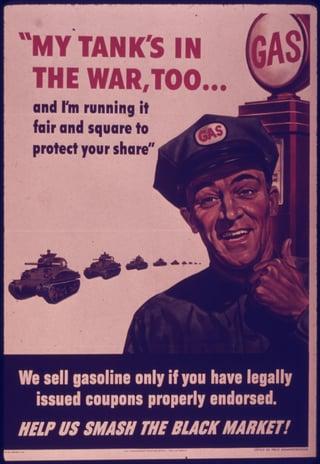 GAS
"MY TANK'S IN
THE WAR, TOO...
and I'm running it
fair and square to
protect your share"
GAS
We sell gasoline only if you have legally
issued coupons properly endorsed.
HELP US SMASH THE BLACK MARKET!